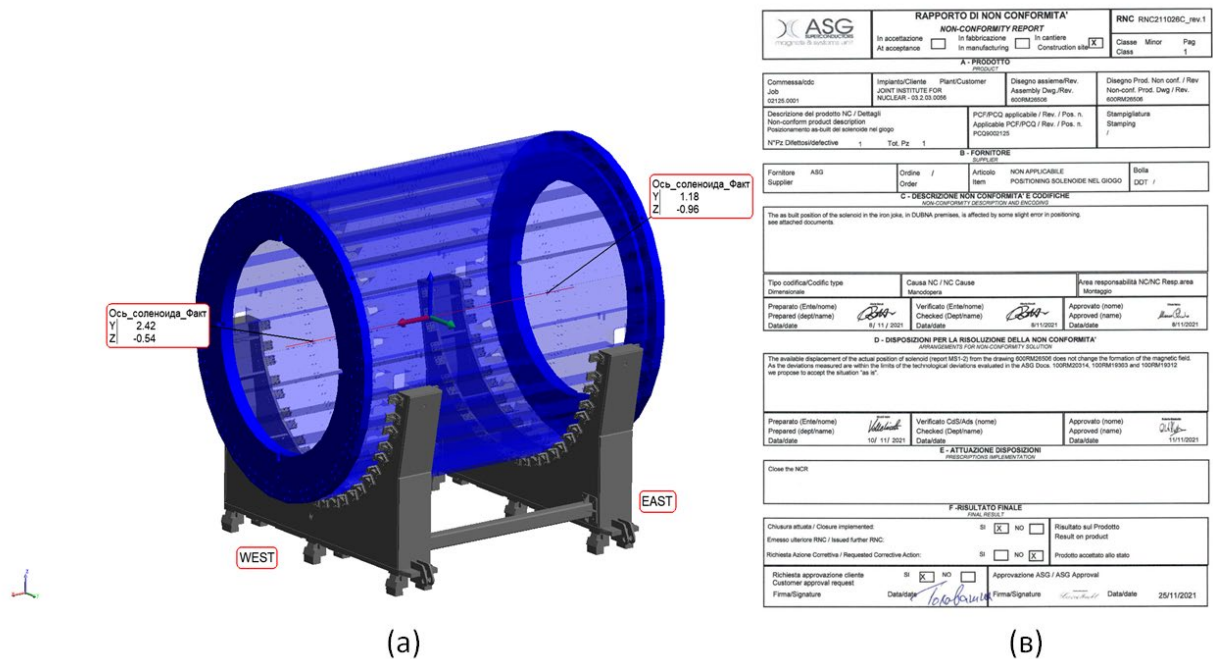 Ось_соленоида_Факт
Y 1.18
Z -0.96
Ось_соленоида_Факт
Y 2.42
Z -0.54
EAST
WEST
(а)
ASG
SUPERCONDUCTORS
magnets & systems unit
RAPPORTO DI NON CONFORMITA'
NON-CONFORMITY REPORT
In accettazione
At acceptance
In fabbricazione
In manufacturing
In cantiere
Construction site X
RNC RNC211026C_rev.1
Classe Minor Pag
Class 1
A - PRODOTTO
PRODUCT
Commessa/cdc
Job
02125.0001
Impianto/Cliente Plant/Customer
JOINT INSTITUTE FOR
NUCLEAR - 03.2.03.0056
Disegno assieme/Rev.
Assembly Dwg./Rev.
600RM26506
Disegno Prod. Non conf. / Rev
Non-conf. Prod. Dwg / Rev.
600RM26506
Descrizione del prodotto NC / Dettagli
Non-conform product description
Posizionamento as-built del solenoide nel giogo
N°Pz Difettosi/defective 1 Tot. Pz 1
PCF/PCQ applicabile / Rev. / Pos. n.
Applicable PCF/PCQ / Rev. / Pos. n.
PCQ9002125
Stampigliatura
Stamping
/
B - FORNITORE
SUPPLIER
Fornitore ASG
Supplier
Ordine /
Order
Articolo NON APPLICABILE
Item POSITIONING SOLENOIDE NEL GIOGO
Bolla
DDT /
C - DESCRIZIONE NON CONFORMITA' E CODIFICHE
NON-CONFORMITY DESCRIPTION AND ENCODING
The as built position of the solenoid in the iron joke, in DUBNA premises, is affected by some slight error in positioning.
see attached documents
Tipo codifica/Codific type
Dimensionale
Causa NC / NC Cause
Manodopera
Area responsabilità NC/NC Resp.area
Montaggio
Preparato (Ente/nome)
Prepared (dept/name)
Data/date 8/ 11 / 2021
Verificato (Ente/nome)
Checked (Dept/name)
Data/date 8/11/2021
Approvato (nome)
Approved (name)
Data/date 8/11/2021
D - DISPOSIZIONI PER LA RISOLUZIONE DELLA NON CONFORMITA'
ARRANGEMENTS FOR NON-CONFORMITY SOLUTION
The available displacement of the actual position of solenoid (report MS1-2) from the drawing 600RM26506 does not change the formation of the magnetic field.
As the deviations measured are within the limits of the technological deviations evaluated in the ASG Docs. 100RM20314, 100RM19303 and 100RM19312
we propose to accept the situation "as is".
Preparato (Ente/nome)
Prepared (dept/name)
Data/date 10/ 11/ 2021
Verificato CdS/Ads (nome)
Checked (Dept/name)
Data/date
Approvato (nome)
Approved (name)
Data/date 11/11/2021
E - ATTUAZIONE DISPOSIZIONI
PRESCRIPTIONS IMPLEMENTATION
Close the NCR
F -RISULTATO FINALE
FINAL RESULT
Chiusura attuata / Closure implemented: SI X NO
Emesso ulteriore RNC / Issued further RNC:
Richiesta Azione Correttiva / Requested Corrective Action: SI NO X
Risultato sul Prodotto
Result on product
Prodotto accettato allo stato
Richiesta approvazione cliente SI X NO
Customer approval request
Firma/Signature Data/date
Approvazione ASG / ASG Approval
Firma/Signature Data/date 25/11/2021
(в)